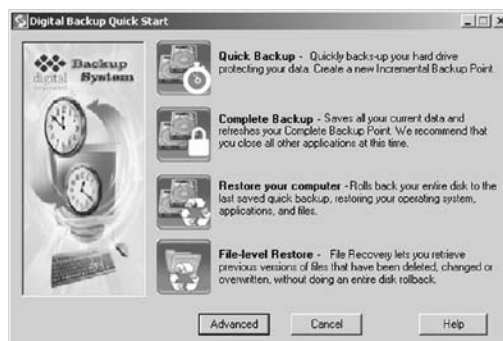 Digital Backup Quick Start
Backup
digital
System
Quick Backup - Quickly backs-up your hard drive
protecting your data. Create a new Incremental Backup Point.
Complete Backup - Saves all your current data and
refreshes your Complete Backup Point. We recommend that
you close all other applications at this time.
Restore your computer -Rolls back your entire disk to the
last saved quick backup, restoring your operating system,
applications, and files.
File-level Restore - File Recovery lets you retrieve
previous versions of files that have been deleted, changed or
overwritten, without doing an entire disk rollback.
Advanced
Cancel
Help